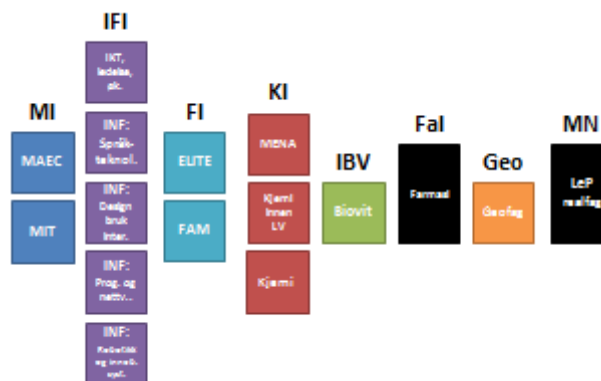 IFI
IKT,
ledelse,
øk.
MI
MAEC
MIT
INF:
Språk-
teknol.
INF:
Design
bruk
Inter.
INF:
Prog. og
nettv...
INF:
FI
ELITE
FAM
KI
MENA
Kjemi
innen
LV
Kjemi
IBV
Biovit
Fal
Farmasi
Geo
Geofag
MN
LeP
realfag